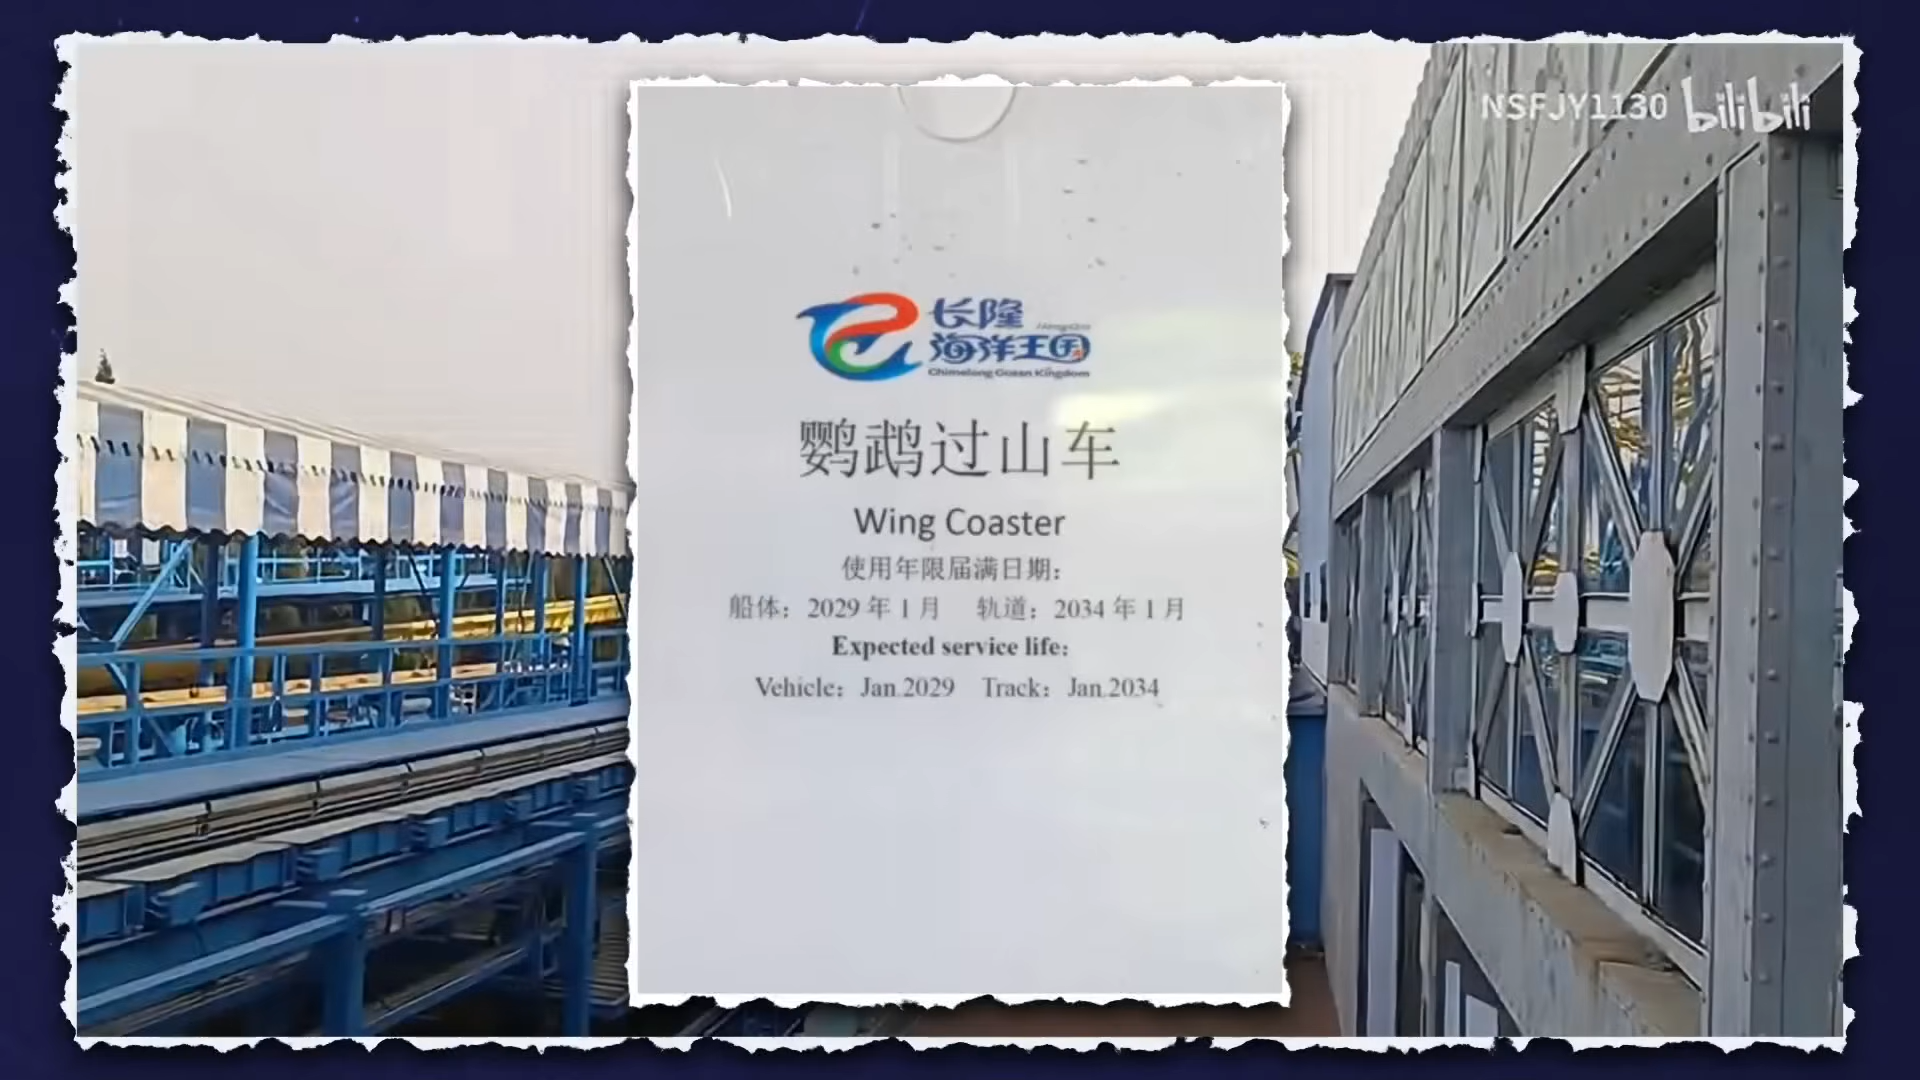 NSFJY1130 bilibili
长隆
海洋王国
Chimelong Ocean Kingdom
鹦鹉过山车
Wing Coaster
使用年限届满日期:
船体: 2029 年 1 月 轨道: 2034 年 1 月
Expected service life:
Vehicle: Jan.2029 Track: Jan.2034